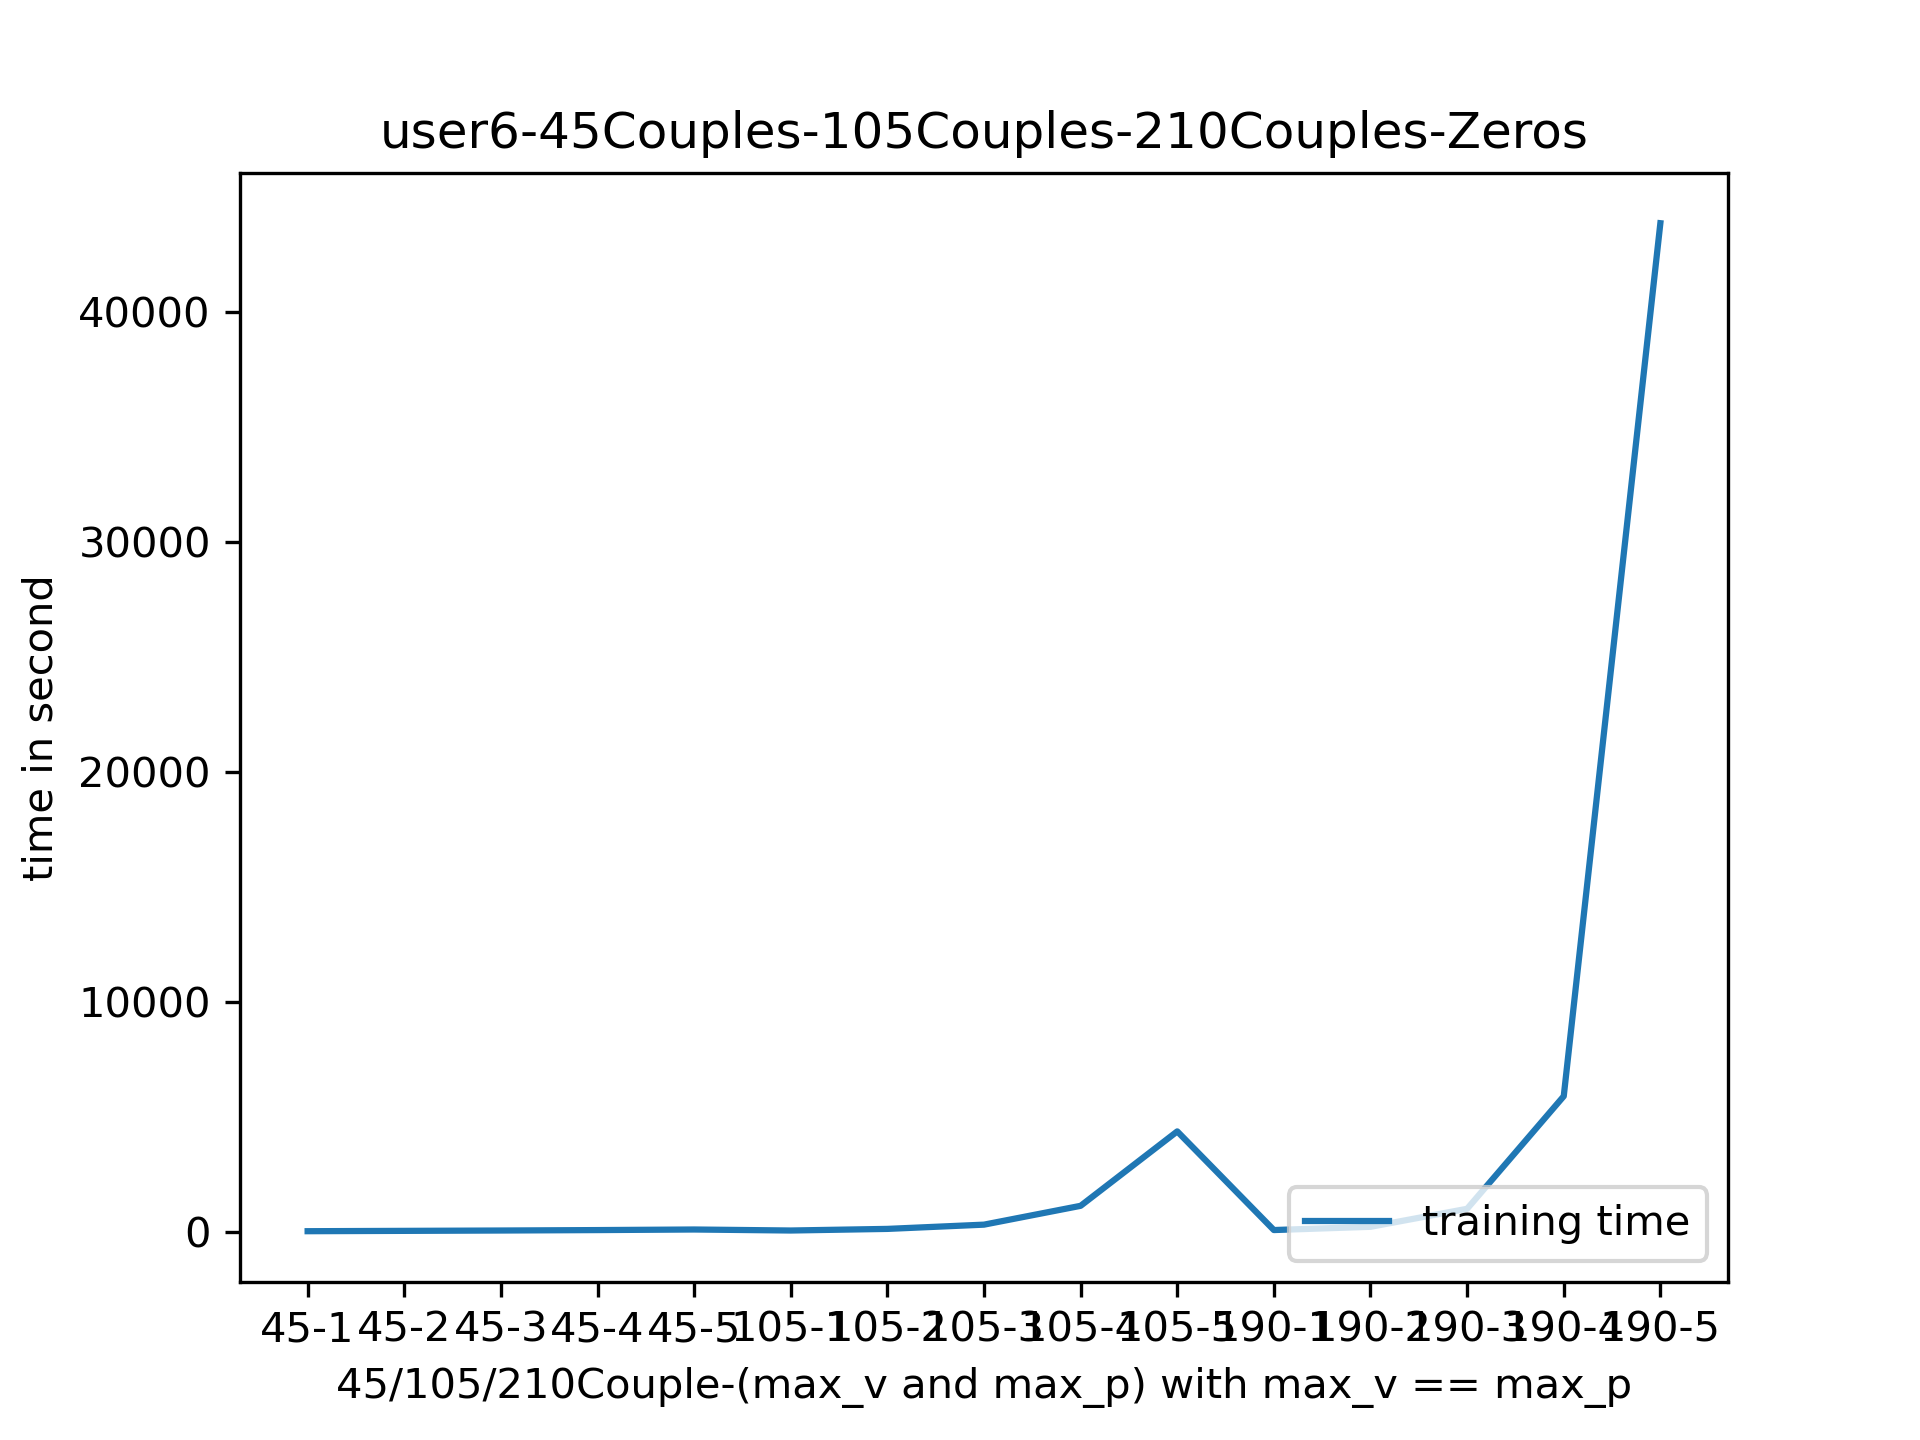 user6-45Couples-105Couples-210Couples-Zeros
time in second
40000
30000
20000
10000
0
training time
45-1 45-2 45-3 45-4 45-5 105-1 105-2 105-3 105-4 105-5 190-1 190-2 190-3 190-4 190-5
45/105/210Couple-(max_v and max_p) with max_v == max_p